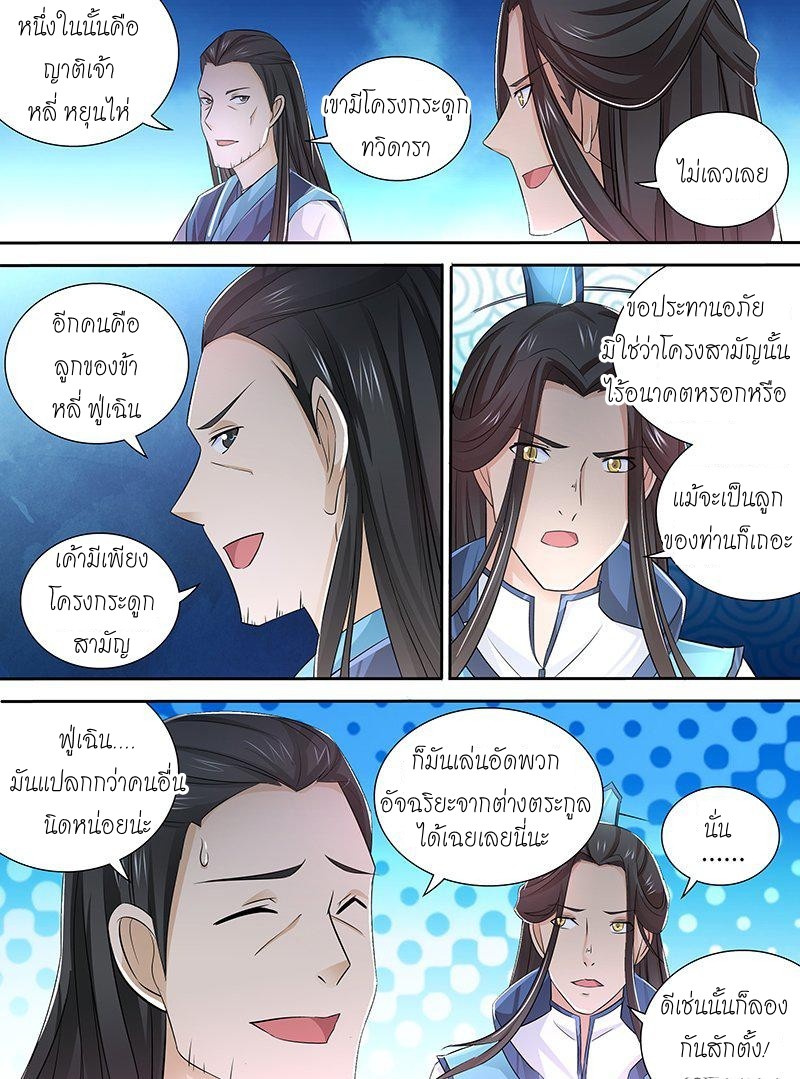 หนึ่งในนั้นคือ
ญาติเจ้า
หลี่ หยุนไห่
เขามีโครงกระดูก
ทวิดารา
ไม่เลวเลย
อีกคนคือ
ลูกของข้า
หลี่ ฟู่เฉิน
เค้ามีเพียง
โครงกระดูก
สามัญ
ขอประทานอภัย
มิใช่ว่าโครงสามัญนั้น
ไร้อนาคตหรอกหรือ
แม้จะเป็นลูก
ของท่านก็เถอะ
ฟู่เฉิน....
มันแปลกกว่าคนอื่น
นิดหน่อยน่ะ
ก็มันเล่นอัดพวก
อัจฉริยะจากต่างตระกูล
ได้เฉยเลยนี่นะ
นั่น
......
ดีเช่นนั้นก็ลอง
กันสักตั้ง!